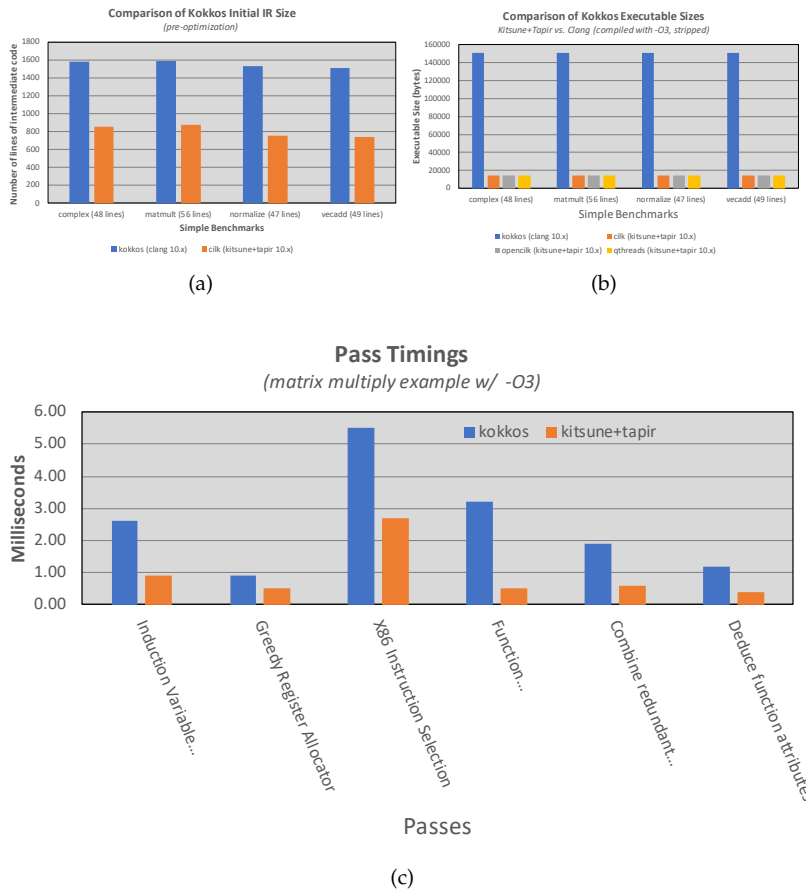 Comparison of Kokkos Initial IR Size
(pre-optimization)
Number of lines of intermediate code
1800
1600
1400
1200
1000
800
600
400
200
0
complex (48 lines)
matmult (56 lines)
normalize (47 lines)
vecadd (49 lines)
Simple Benchmarks
kokkos (clang 10.x)
cilk (kitsune+tapir 10.x)
(a)
Comparison of Kokkos Executable Sizes
Kitsune+Tapir vs. Clang (compiled with -O3, stripped)
Executable Size (bytes)
160000
140000
120000
100000
80000
60000
40000
20000
0
complex (48 lines)
matmult (56 lines)
normalize (47 lines)
vecadd (49 lines)
Simple Benchmarks
kokkos (clang 10.x)
cilk (kitsune+tapir 10.x)
opencilk (kitsune+tapir 10.x)
qthreads (kitsune+tapir 10.x)
(b)
Pass Timings
(matrix multiply example w/ -O3)
kokkos
kitsune+tapir
Milliseconds
6.00
5.00
4.00
3.00
2.00
1.00
0.00
Induction Variable...
Greedy Register Allocator
X86 Instruction Selection
Function...
Combine redundant...
Deduce function attributes
Passes
(c)